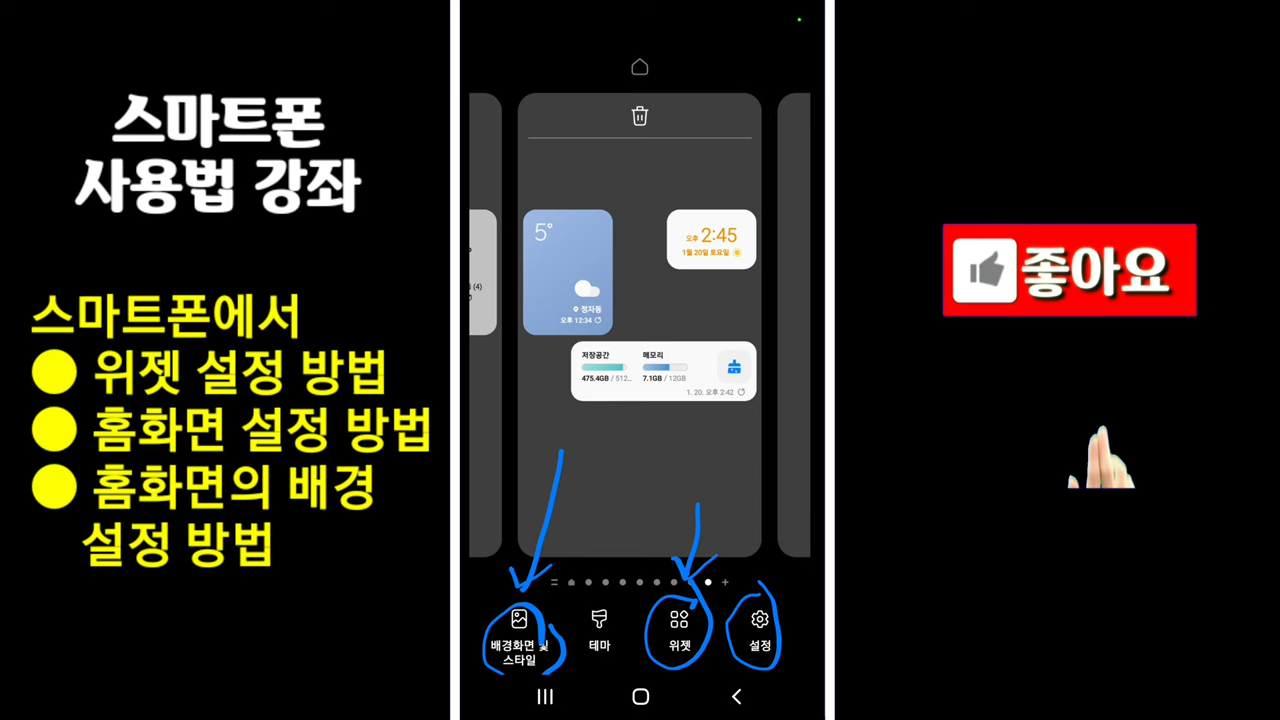 스마트폰
사용법 강좌
스마트폰에서
● 위젯 설정 방법
● 홈화면 설정 방법
● 홈화면의 배경
설정 방법
(4)
5°
정자동
오후 12:34
오후 2:45
1월 20일 토요일
저장공간
475.4GB / 512...
메모리
7.1GB / 12GB
1. 20. 오후 2:42
배경화면 및
스타일
테마
위젯
설정
좋아요